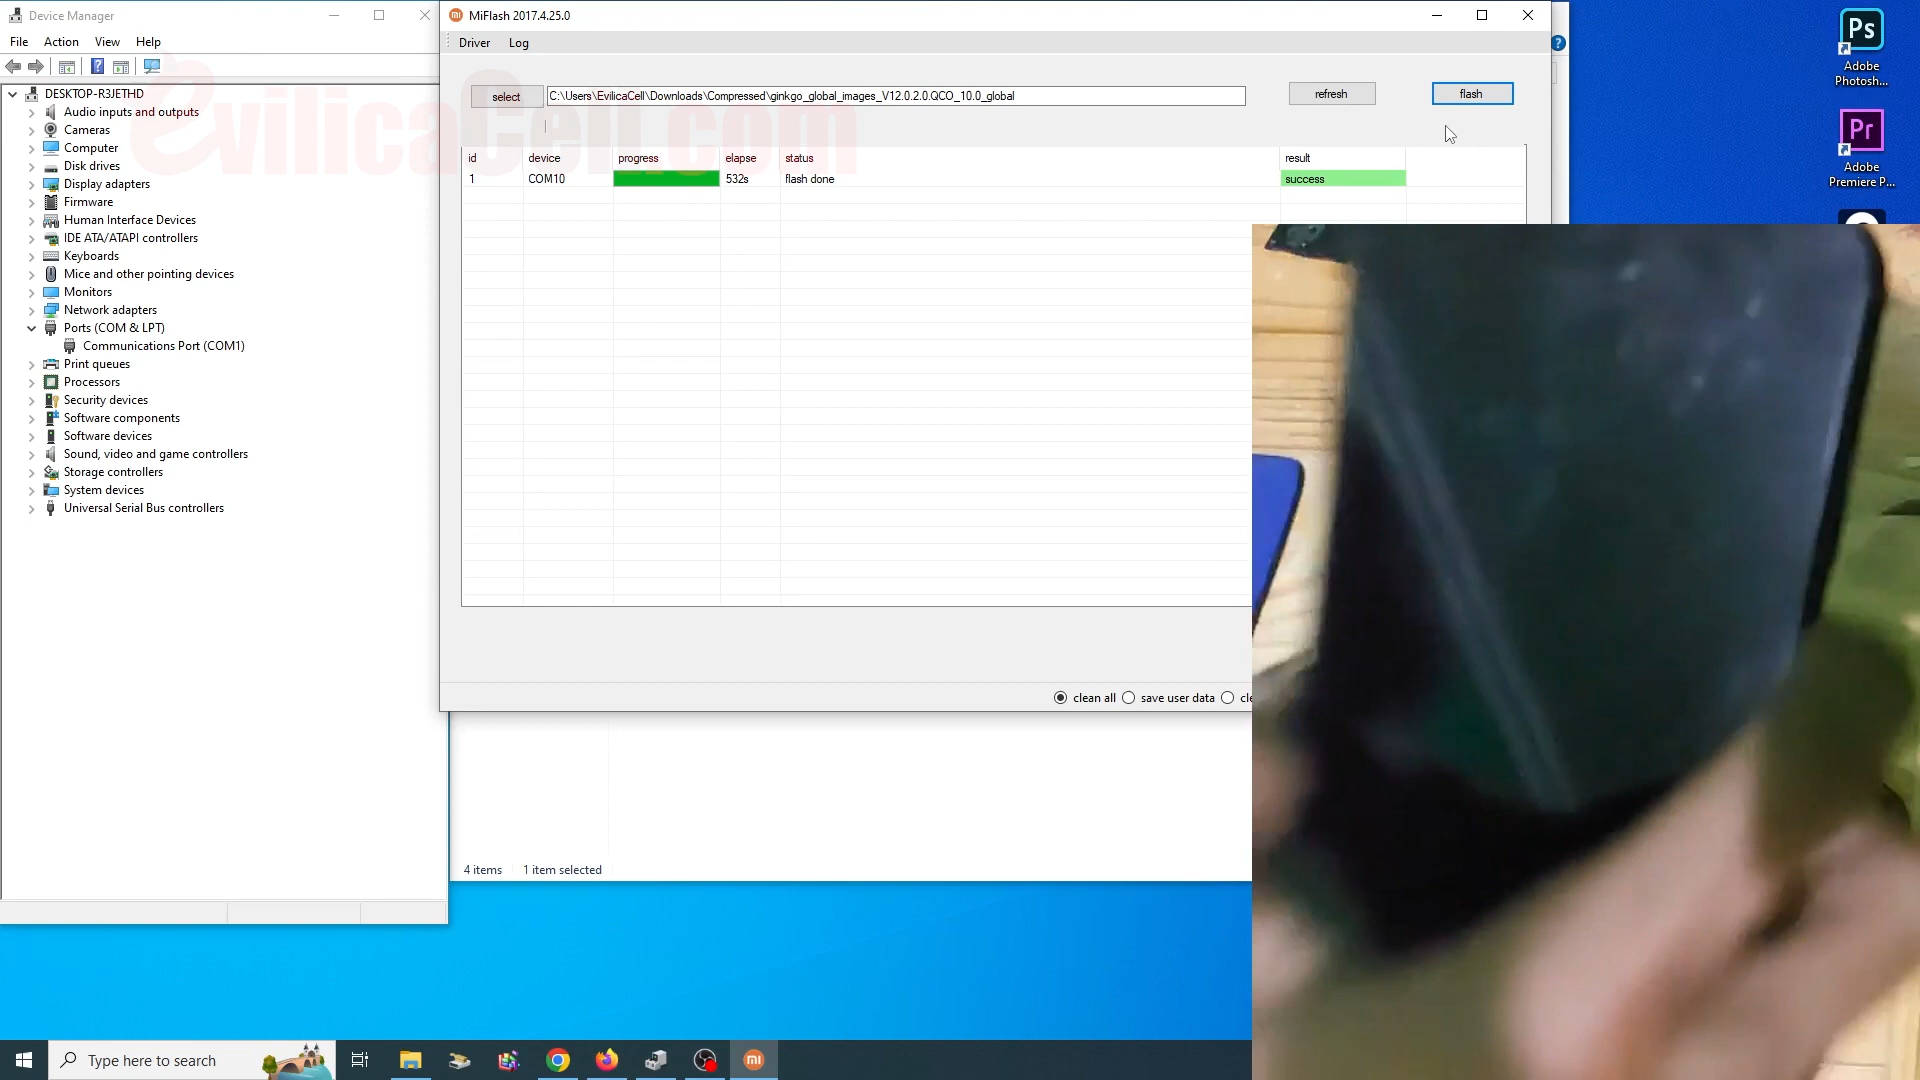 Device Manager
File Action View Help
DESKTOP-R3JETHD
Audio inputs and outputs
Cameras
Computer
Disk drives
Display adapters
Firmware
Human Interface Devices
IDE ATA/ATAPI controllers
Keyboards
Mice and other pointing devices
Monitors
Network adapters
Ports (COM & LPT)
Communications Port (COM1)
Print queues
Processors
Security devices
Software components
Software devices
Sound, video and game controllers
Storage controllers
System devices
Universal Serial Bus controllers
MiFlash 2017.4.25.0
Driver Log
select C:\Users\EvilicaCell\Downloads\Compressed\ginkgo_global_images_V12.0.2.0.QCO_10.0_global refresh flash
EvilicaCell.com
id device progress elapse status result
1 COM10 532s flash done success
clean all save user data cle
4 items 1 item selected
Ps
Adobe
Photosh...
Pr
Adobe
Premiere P...
Type here to search